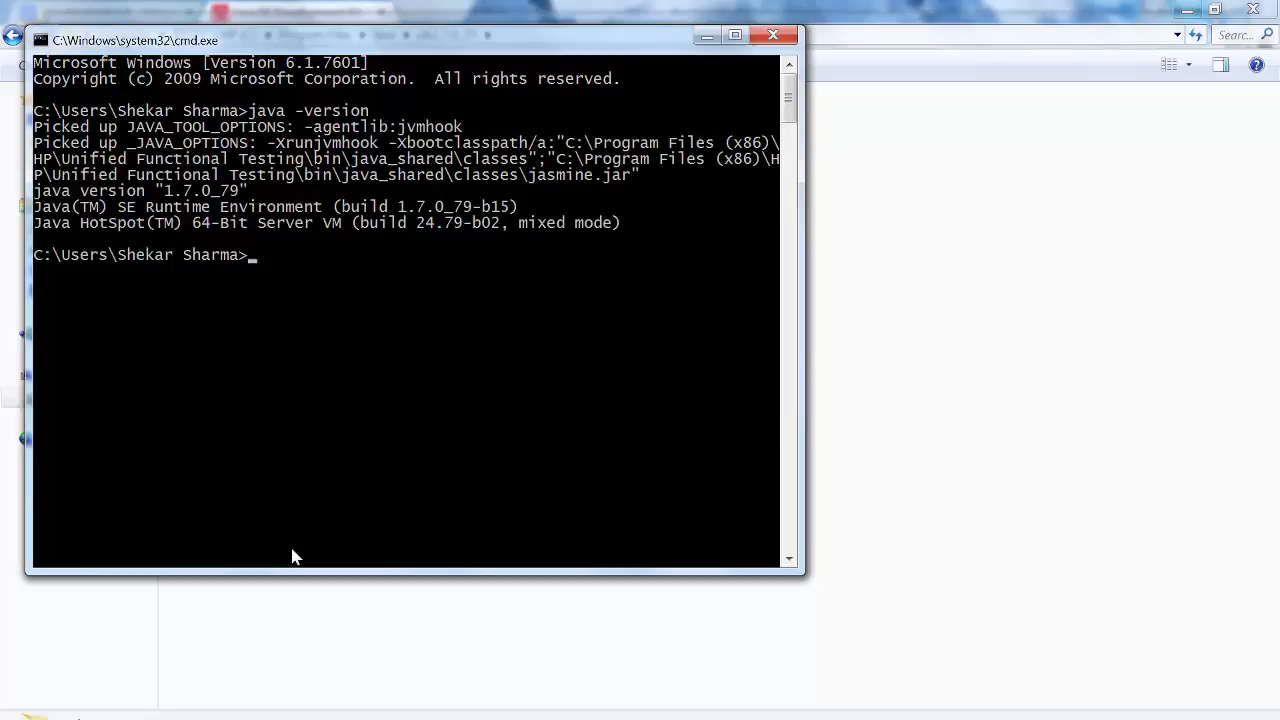 C:\Windows\system32\cmd.exe
Searc...
Microsoft Windows [Version 6.1.7601]
Copyright (c) 2009 Microsoft Corporation.  All rights reserved.
C:\Users\Shekar Sharma>java -version
Picked up JAVA_TOOL_OPTIONS: -agentlib:jvmhook
Picked up _JAVA_OPTIONS: -Xrunjvmhook -Xbootclasspath/a:"C:\Program Files (x86)\
HP\Unified Functional Testing\bin\java_shared\classes";"C:\Program Files (x86)\H
P\Unified Functional Testing\bin\java_shared\classes\jasmine.jar"
java version "1.7.0_79"
Java(TM) SE Runtime Environment (build 1.7.0_79-b15)
Java HotSpot(TM) 64-Bit Server VM (build 24.79-b02, mixed mode)
C:\Users\Shekar Sharma>_